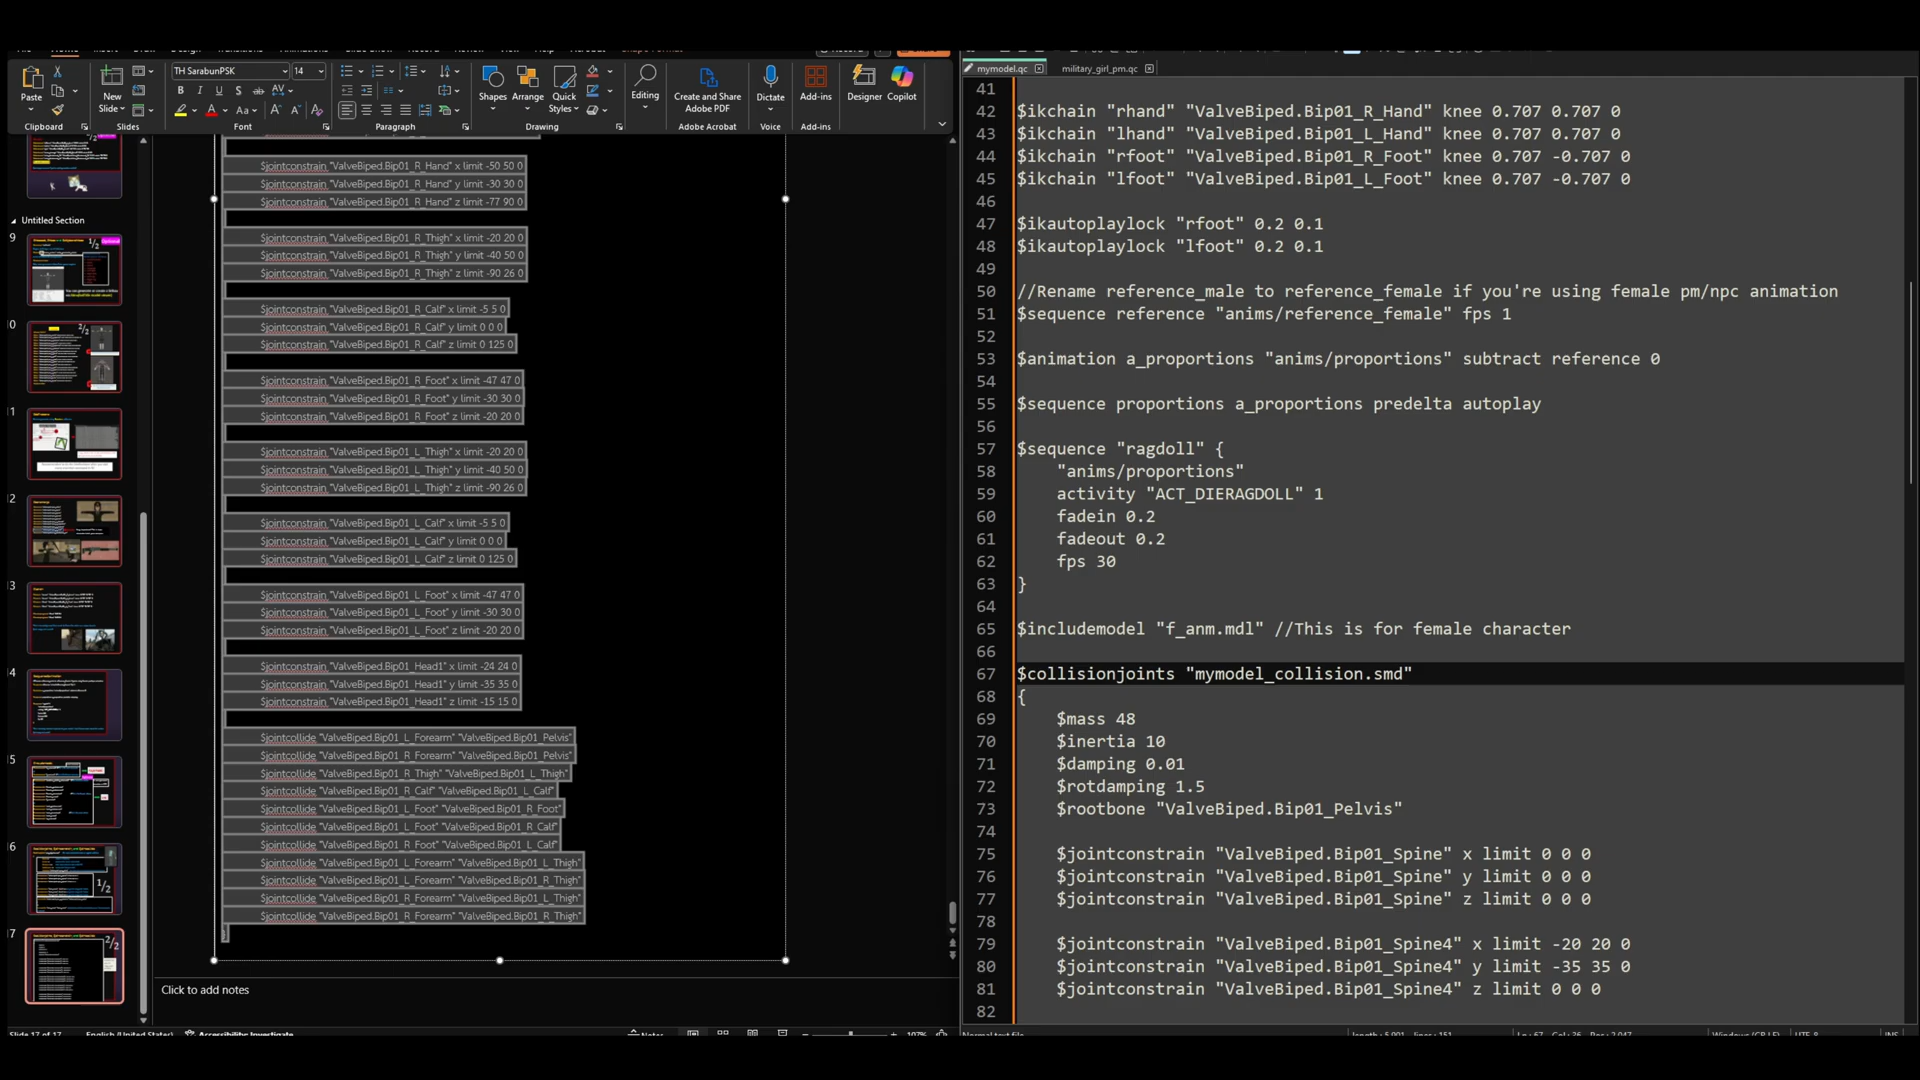 TH SarabunPSK
14
Paste
New
Slide
Shapes
Arrange
Quick
Styles
Editing
Create and Share
Adobe PDF
Dictate
Add-ins
Designer
Copilot
Clipboard
Slides
Font
Paragraph
Drawing
Adobe Acrobat
Voice
Add-ins
Untitled Section
$jointconstrain "ValveBiped.Bip01_R_Hand" x limit -50 50 0
$jointconstrain "ValveBiped.Bip01_R_Hand" y limit -30 30 0
$jointconstrain "ValveBiped.Bip01_R_Hand" z limit -77 90 0
$jointconstrain "ValveBiped.Bip01_R_Thigh" x limit -20 20 0
$jointconstrain "ValveBiped.Bip01_R_Thigh" y limit -40 50 0
$jointconstrain "ValveBiped.Bip01_R_Thigh" z limit -90 26 0
$jointconstrain "ValveBiped.Bip01_R_Calf" x limit -5 5 0
$jointconstrain "ValveBiped.Bip01_R_Calf" y limit 0 0 0
$jointconstrain "ValveBiped.Bip01_R_Calf" z limit 0 125 0
$jointconstrain "ValveBiped.Bip01_R_Foot" x limit -47 47 0
$jointconstrain "ValveBiped.Bip01_R_Foot" y limit -30 30 0
$jointconstrain "ValveBiped.Bip01_R_Foot" z limit -20 20 0
$jointconstrain "ValveBiped.Bip01_L_Thigh" x limit -20 20 0
$jointconstrain "ValveBiped.Bip01_L_Thigh" y limit -40 50 0
$jointconstrain "ValveBiped.Bip01_L_Thigh" z limit -90 26 0
$jointconstrain "ValveBiped.Bip01_L_Calf" x limit -5 5 0
$jointconstrain "ValveBiped.Bip01_L_Calf" y limit 0 0 0
$jointconstrain "ValveBiped.Bip01_L_Calf" z limit 0 125 0
$jointconstrain "ValveBiped.Bip01_L_Foot" x limit -47 47 0
$jointconstrain "ValveBiped.Bip01_L_Foot" y limit -30 30 0
$jointconstrain "ValveBiped.Bip01_L_Foot" z limit -20 20 0
$jointconstrain "ValveBiped.Bip01_Head1" x limit -24 24 0
$jointconstrain "ValveBiped.Bip01_Head1" y limit -35 35 0
$jointconstrain "ValveBiped.Bip01_Head1" z limit -15 15 0
$jointcollide "ValveBiped.Bip01_L_Forearm" "ValveBiped.Bip01_Pelvis"
$jointcollide "ValveBiped.Bip01_R_Forearm" "ValveBiped.Bip01_Pelvis"
$jointcollide "ValveBiped.Bip01_R_Thigh" "ValveBiped.Bip01_L_Thigh"
$jointcollide "ValveBiped.Bip01_R_Calf" "ValveBiped.Bip01_L_Calf"
$jointcollide "ValveBiped.Bip01_L_Foot" "ValveBiped.Bip01_R_Foot"
$jointcollide "ValveBiped.Bip01_L_Foot" "ValveBiped.Bip01_R_Calf"
$jointcollide "ValveBiped.Bip01_R_Foot" "ValveBiped.Bip01_L_Calf"
$jointcollide "ValveBiped.Bip01_L_Forearm" "ValveBiped.Bip01_L_Thigh"
$jointcollide "ValveBiped.Bip01_L_Forearm" "ValveBiped.Bip01_R_Thigh"
$jointcollide "ValveBiped.Bip01_R_Forearm" "ValveBiped.Bip01_L_Thigh"
$jointcollide "ValveBiped.Bip01_R_Forearm" "ValveBiped.Bip01_R_Thigh"
Click to add notes
Slide 17 of 17 English (United States) Accessibility: Investigate
Notes
107%
mymodel.qc
military_girl_pm.qc
41
42 $ikchain "rhand" "ValveBiped.Bip01_R_Hand" knee 0.707 0.707 0
43 $ikchain "lhand" "ValveBiped.Bip01_L_Hand" knee 0.707 0.707 0
44 $ikchain "rfoot" "ValveBiped.Bip01_R_Foot" knee 0.707 -0.707 0
45 $ikchain "lfoot" "ValveBiped.Bip01_L_Foot" knee 0.707 -0.707 0
46
47 $ikautoplaylock "rfoot" 0.2 0.1
48 $ikautoplaylock "lfoot" 0.2 0.1
49
50 //Rename reference_male to reference_female if you're using female pm/npc animation
51 $sequence reference "anims/reference_female" fps 1
52
53 $animation a_proportions "anims/proportions" subtract reference 0
54
55 $sequence proportions a_proportions predelta autoplay
56
57 $sequence "ragdoll" {
58 "anims/proportions"
59 activity "ACT_DIERAGDOLL" 1
60 fadein 0.2
61 fadeout 0.2
62 fps 30
63 }
64
65 $includemodel "f_anm.mdl" //This is for female character
66
67 $collisionjoints "mymodel_collision.smd"
68 {
69 $mass 48
70 $inertia 10
71 $damping 0.01
72 $rotdamping 1.5
73 $rootbone "ValveBiped.Bip01_Pelvis"
74
75 $jointconstrain "ValveBiped.Bip01_Spine" x limit 0 0 0
76 $jointconstrain "ValveBiped.Bip01_Spine" y limit 0 0 0
77 $jointconstrain "ValveBiped.Bip01_Spine" z limit 0 0 0
78
79 $jointconstrain "ValveBiped.Bip01_Spine4" x limit -20 20 0
80 $jointconstrain "ValveBiped.Bip01_Spine4" y limit -35 35 0
81 $jointconstrain "ValveBiped.Bip01_Spine4" z limit 0 0 0
82